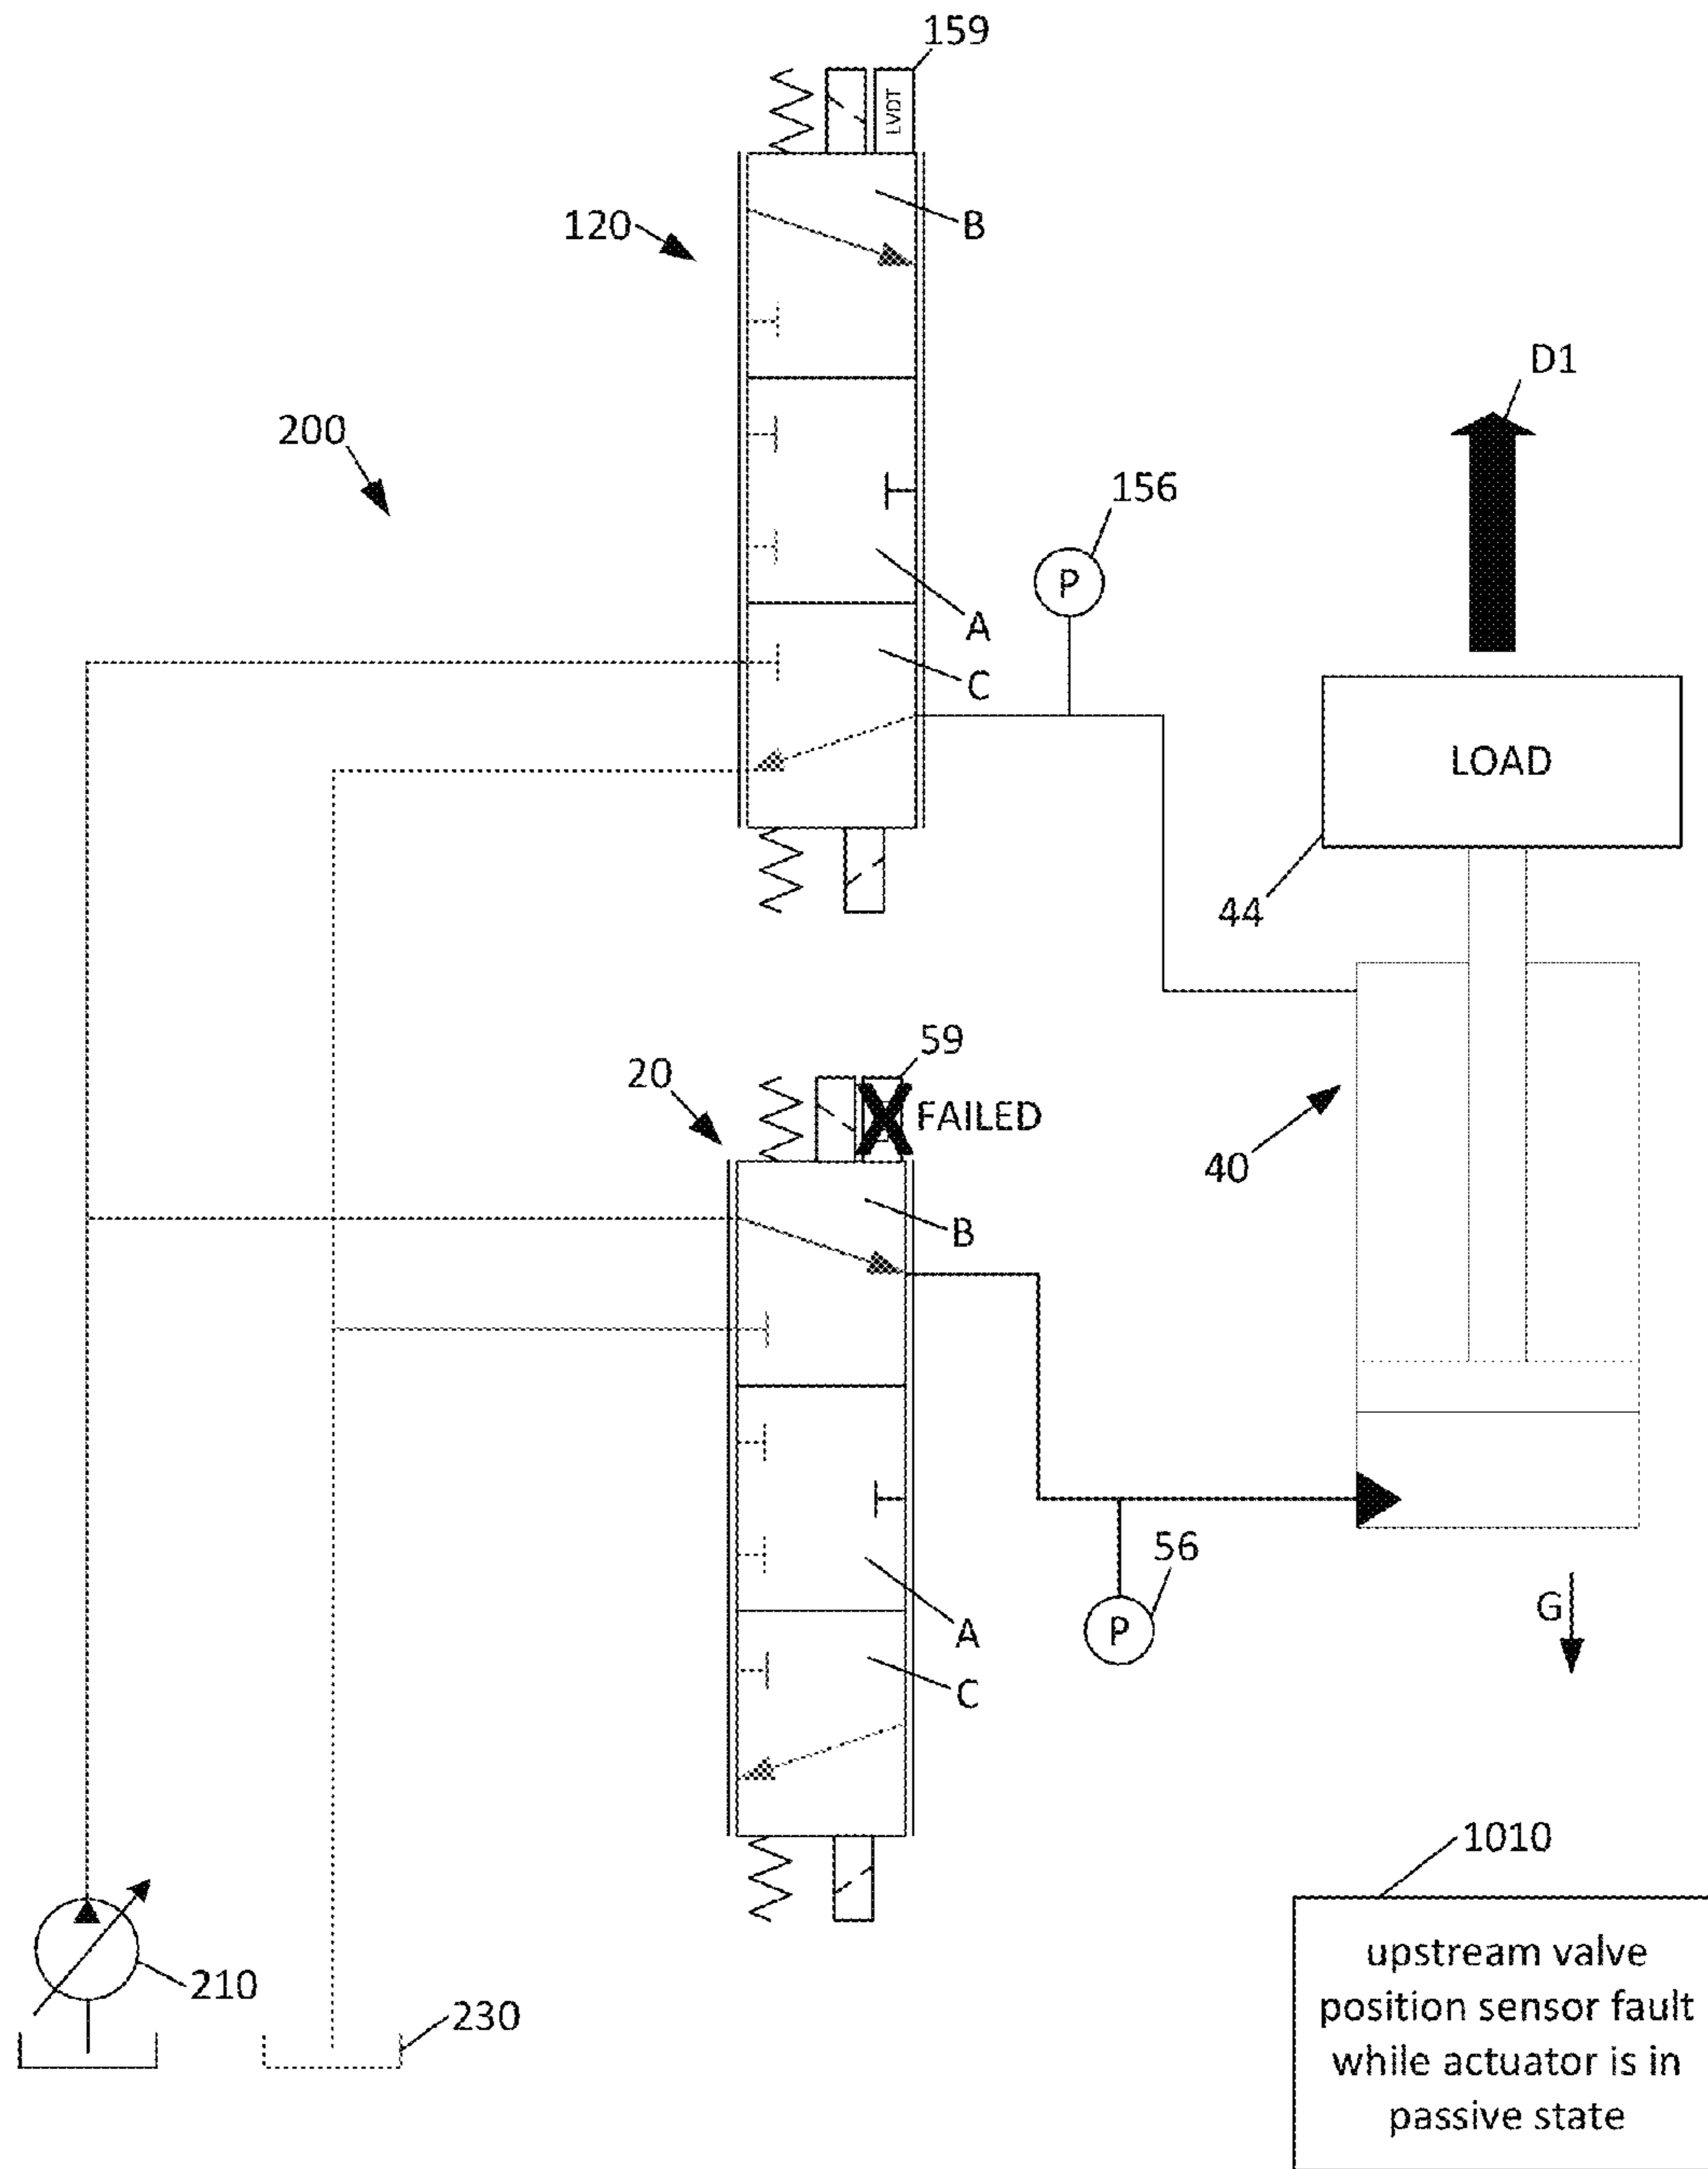 159
LVDT
120
B
D1
200
156
P
A
C
LOAD
44
59
20
FAILED
40
B
56
G
A
P
C
1010
210
230
upstream valve
position sensor fault
while actuator is in
passive state